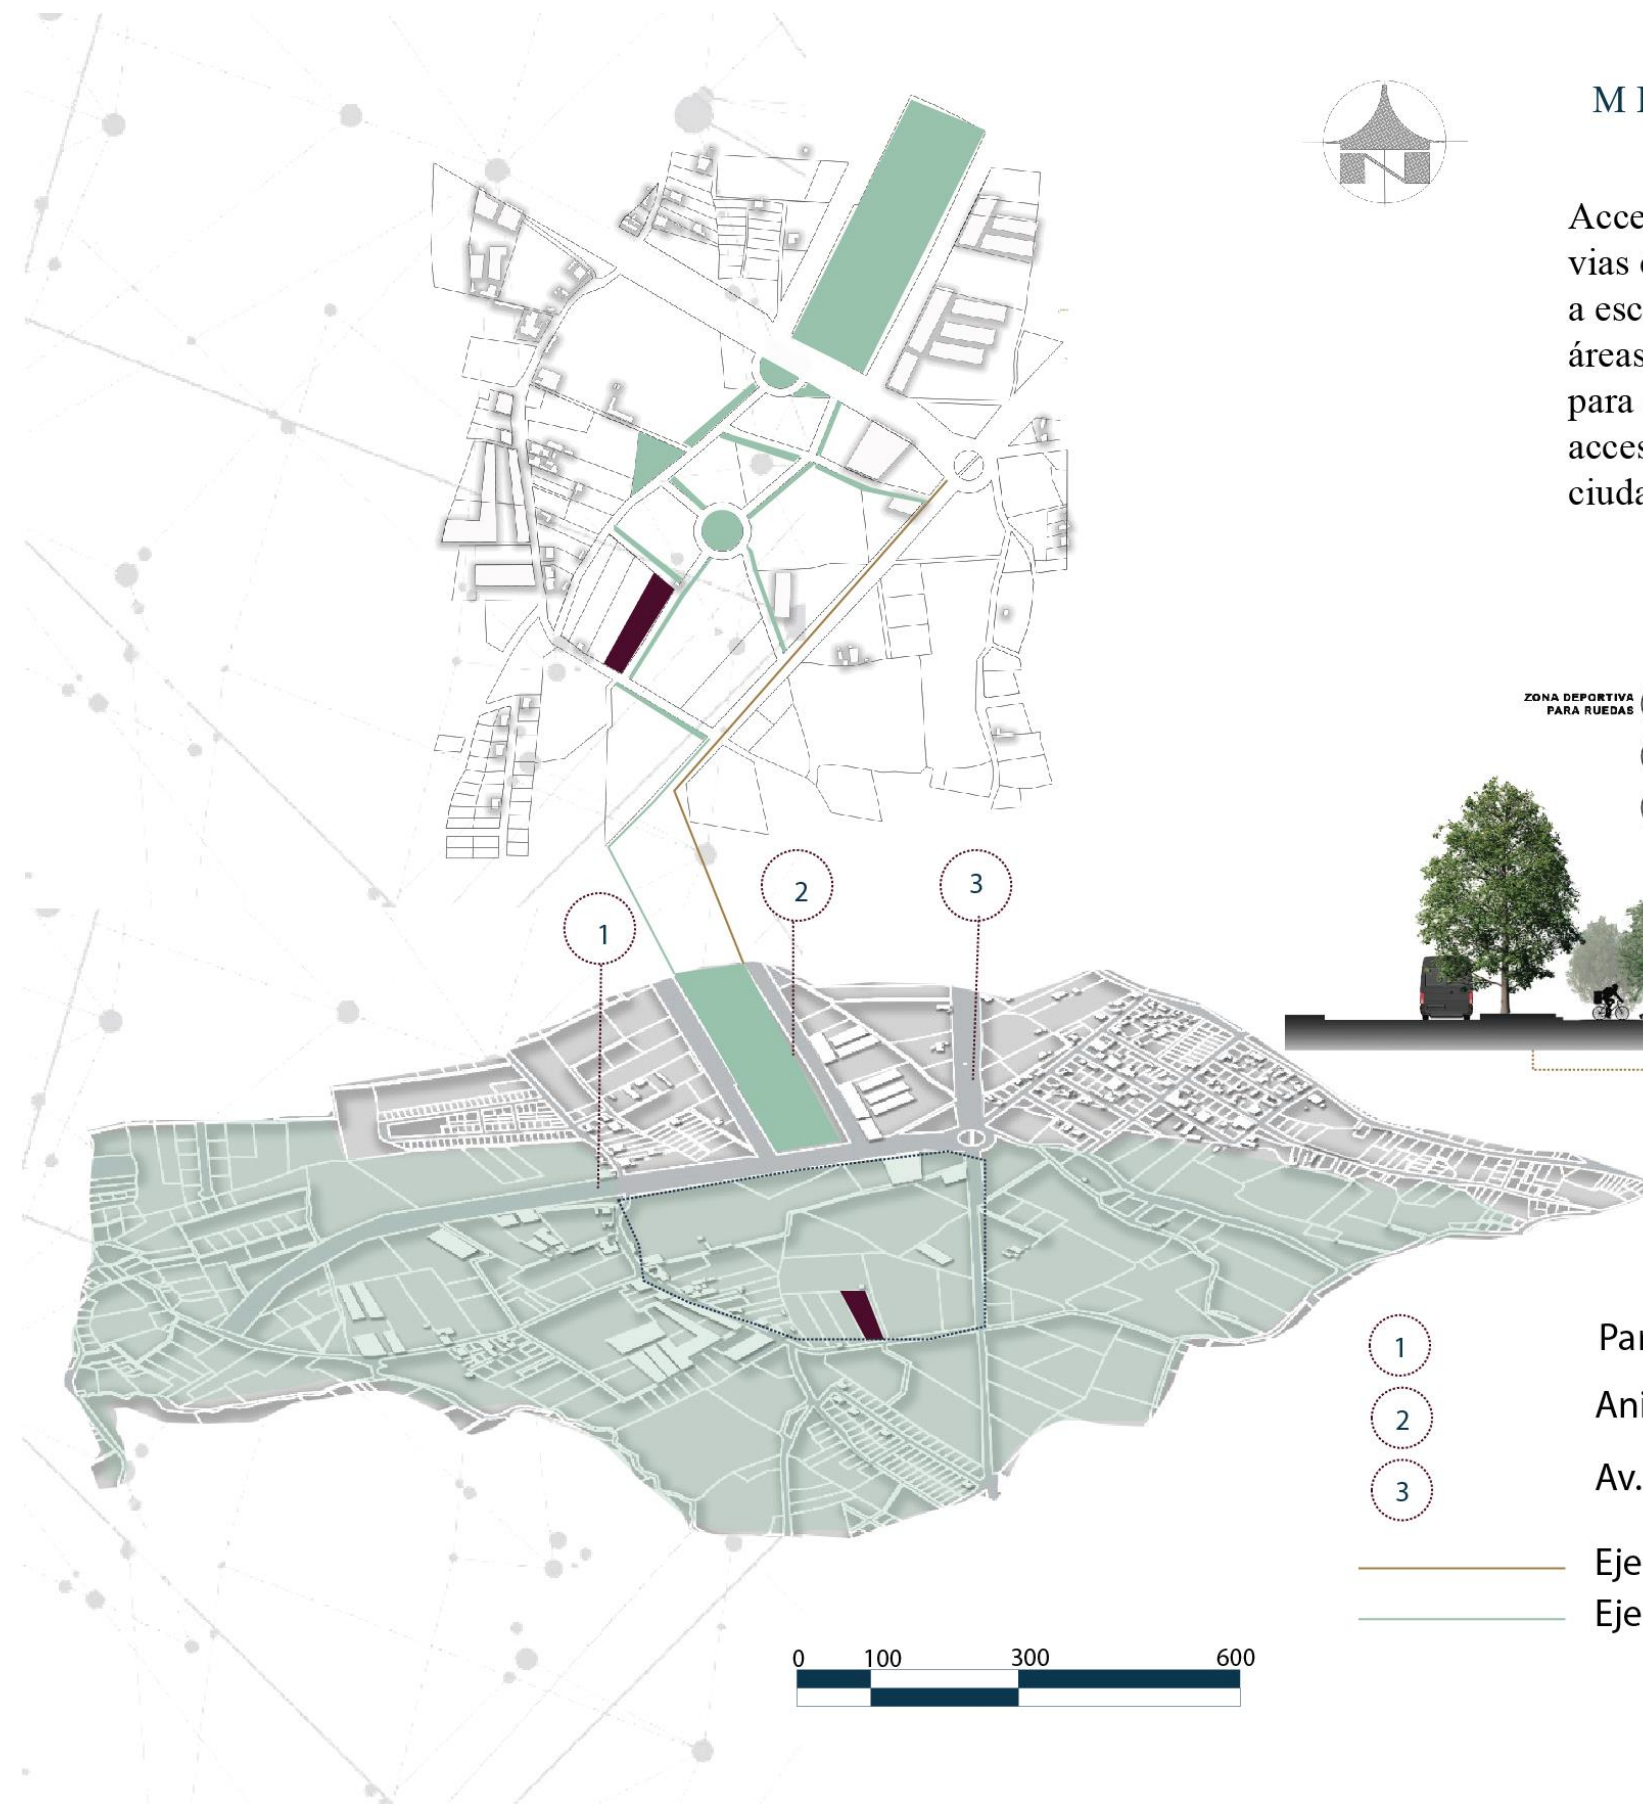 M
Acce
vias
a esc
áreas
para
acces
ciuda
ZONA DEPORTIVA
PARA RUEDAS
1
2
3
1 Par
2 Ani
3 Av.
Eje
Eje
0 100 300 600